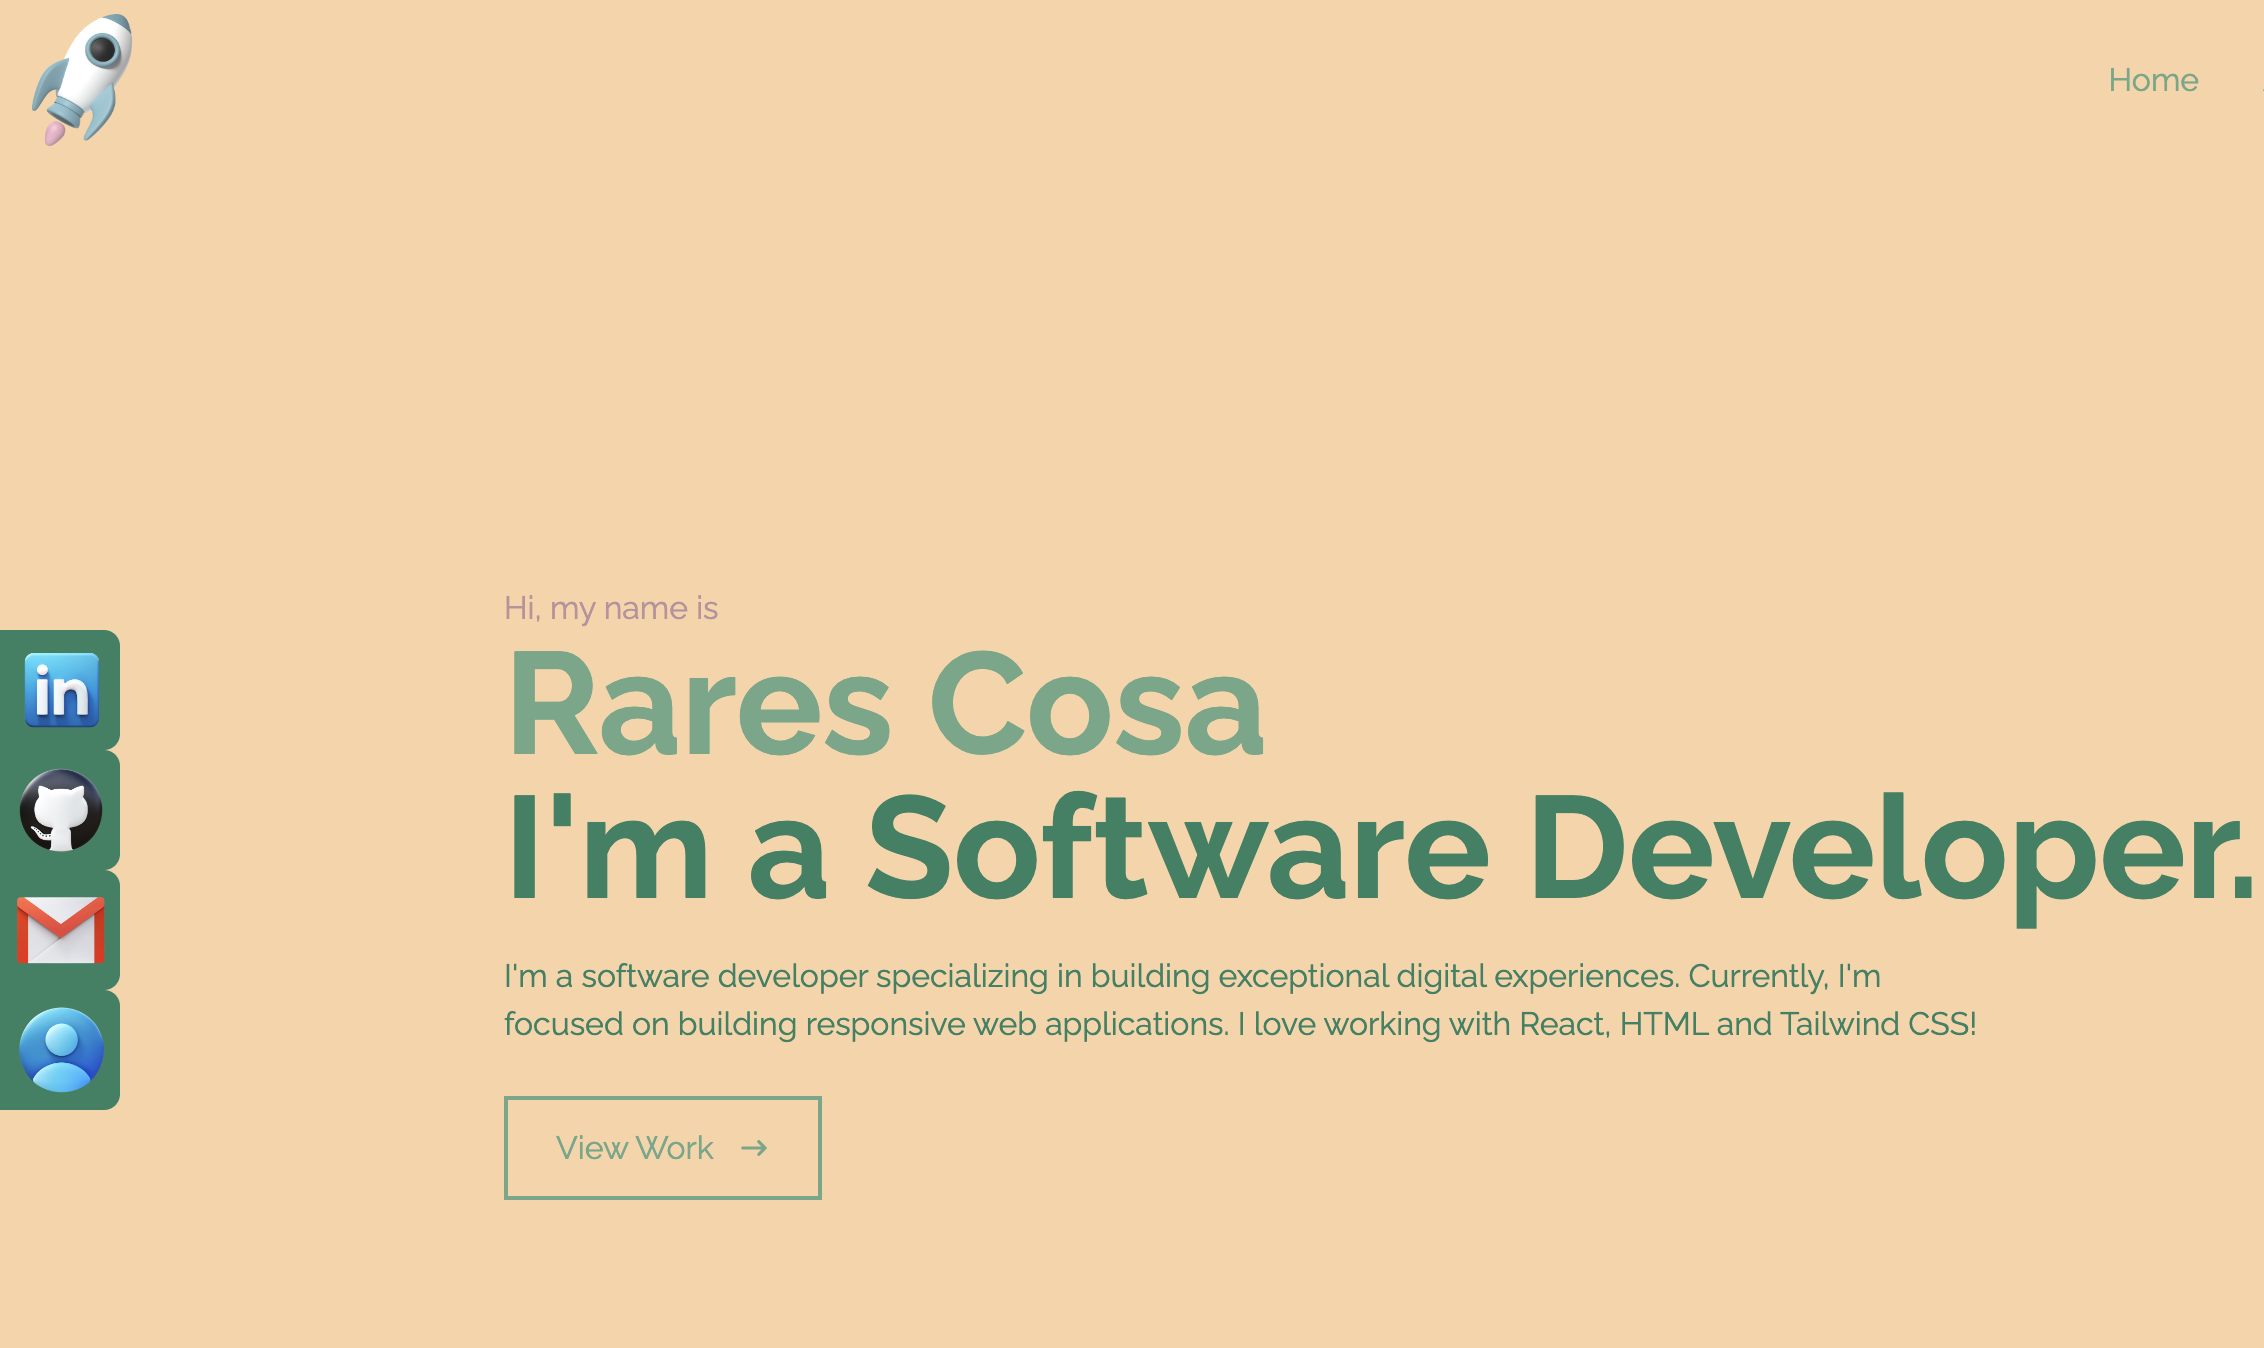 Home
Hi, my name is
Rares Cosa
I'm a Software Developer.
in
I'm a software developer specializing in building exceptional digital experiences. Currently, I'm
focused on building responsive web applications. I love working with React, HTML and Tailwind CSS!
View Work